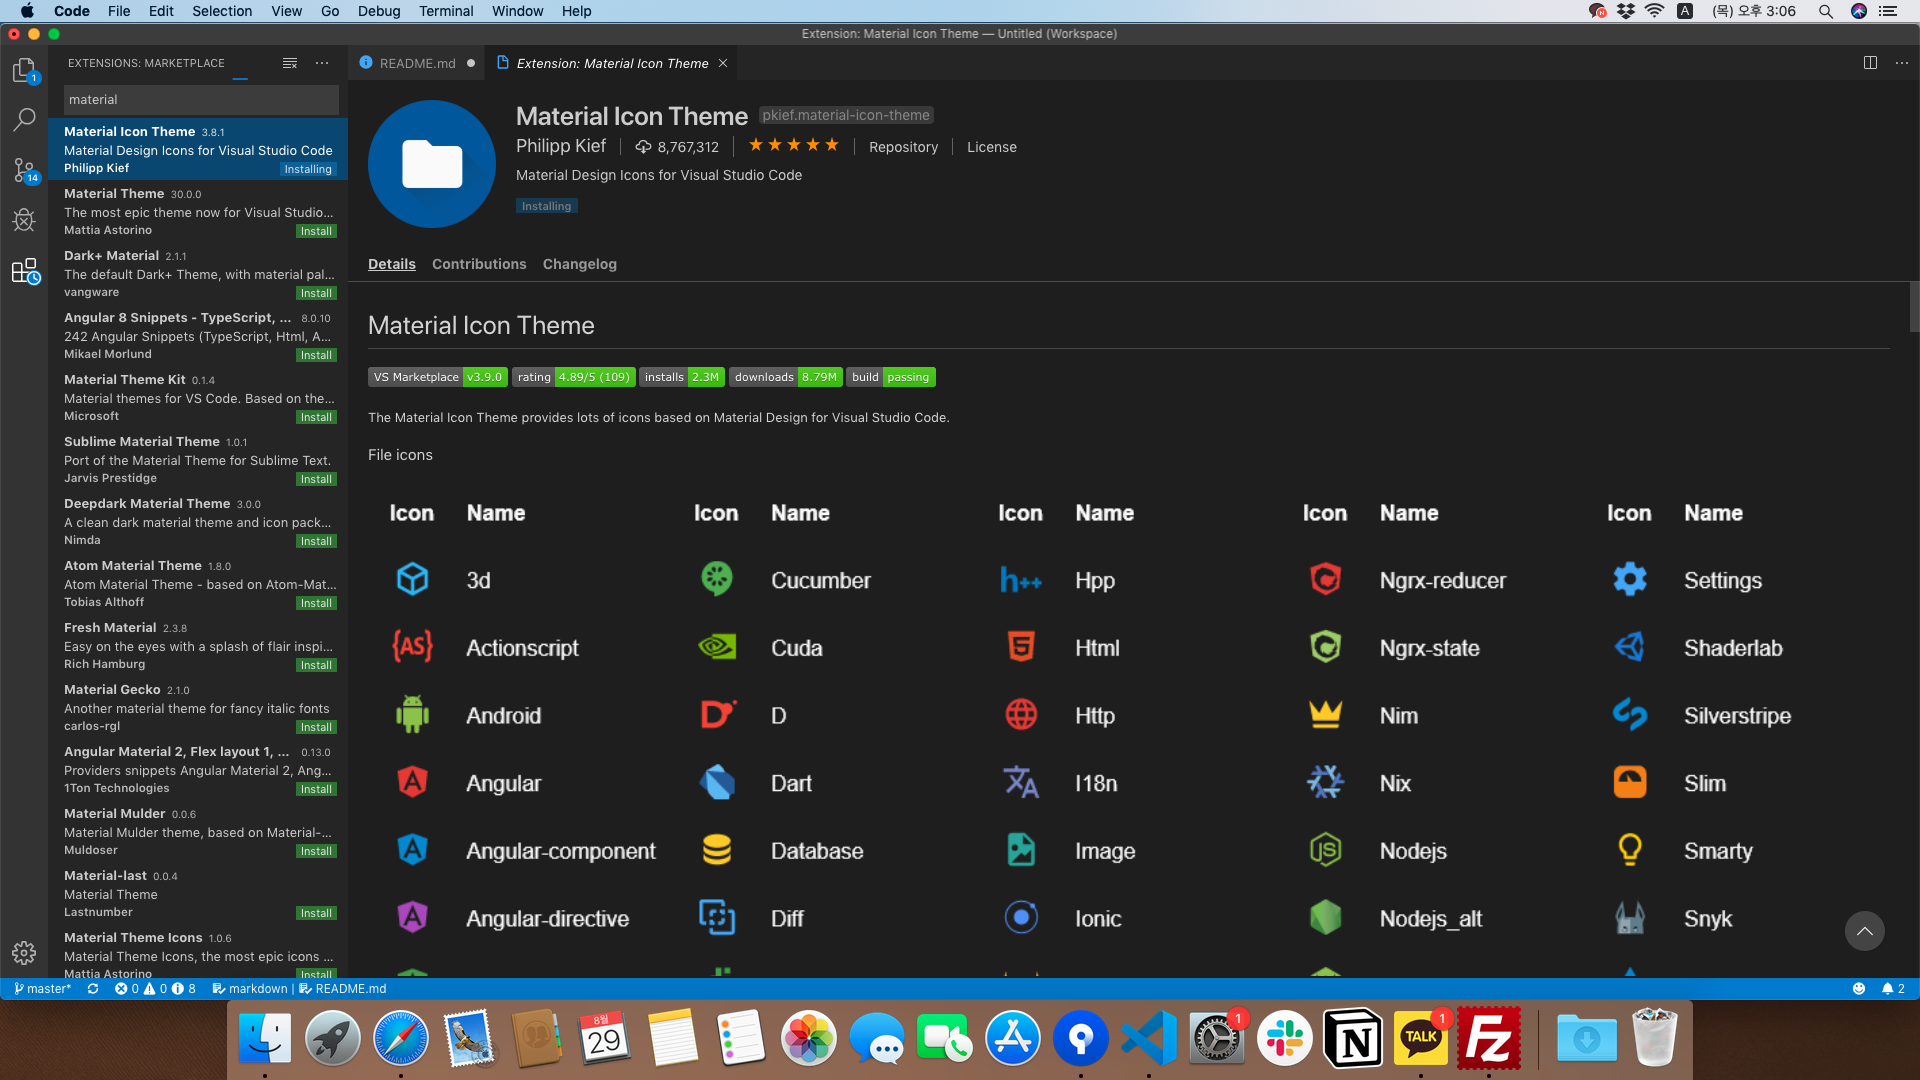 Code File Edit Selection View Go Debug Terminal Window Help
N A (목) 오후 3:06
Extension: Material Icon Theme — Untitled (Workspace)
EXTENSIONS: MARKETPLACE
README.md
Extension: Material Icon Theme
1
14
material
Material Icon Theme 3.8.1
Material Design Icons for Visual Studio Code
Philipp Kief Installing
Material Theme 30.0.0
The most epic theme now for Visual Studio...
Mattia Astorino Install
Dark+ Material 2.1.1
The default Dark+ Theme, with material pal...
vangware Install
Angular 8 Snippets - TypeScript, ... 8.0.10
242 Angular Snippets (TypeScript, Html, A...
Mikael Morlund Install
Material Theme Kit 0.1.4
Material themes for VS Code. Based on the...
Microsoft Install
Sublime Material Theme 1.0.1
Port of the Material Theme for Sublime Text.
Jarvis Prestidge Install
Deepdark Material Theme 3.0.0
A clean dark material theme and icon pack...
Nimda Install
Atom Material Theme 1.8.0
Atom Material Theme - based on Atom-Mat...
Tobias Althoff Install
Fresh Material 2.3.8
Easy on the eyes with a splash of flair inspi...
Rich Hamburg Install
Material Gecko 2.1.0
Another material theme for fancy italic fonts
carlos-rgl Install
Angular Material 2, Flex layout 1, ... 0.13.0
Providers snippets Angular Material 2, Ang...
1Ton Technologies Install
Material Mulder 0.0.6
Material Mulder theme, based on Material-...
Muldoser Install
Material-last 0.0.4
Material Theme
Lastnumber Install
Material Theme Icons 1.0.6
Material Theme Icons, the most epic icons ...
Mattia Astorino Install
Material Icon Theme pkief.material-icon-theme
Philipp Kief 8,767,312 Repository License
Material Design Icons for Visual Studio Code
Installing
Details Contributions Changelog
Material Icon Theme
VS Marketplace v3.9.0 rating 4.89/5 (109) installs 2.3M downloads 8.79M build passing
The Material Icon Theme provides lots of icons based on Material Design for Visual Studio Code.
File icons
Icon Name Icon Name Icon Name Icon Name Icon Name
3d Cucumber h++ Hpp Ngrx-reducer Settings
{AS} Actionscript Cuda 5 Html Ngrx-state Shaderlab
Android D D Http Nim Silverstripe
A Angular Dart I18n Nix Slim
A Angular-component Database Image JS Nodejs Smarty
A Angular-directive Diff Ionic Nodejs_alt Snyk
master* 0 0 8 markdown | README.md 2
8월
29
1
N
TALK
1
Fz